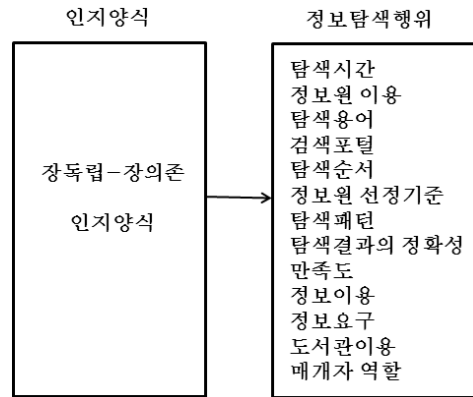 인지양식
정보탐색행위
장독립-장의존
인지양식
탐색시간
정보원 이용
탐색용어
검색포털
탐색순서
정보원 선정기준
탐색패턴
탐색결과의 정확성
만족도
정보이용
정보요구
도서관이용
매개자 역할